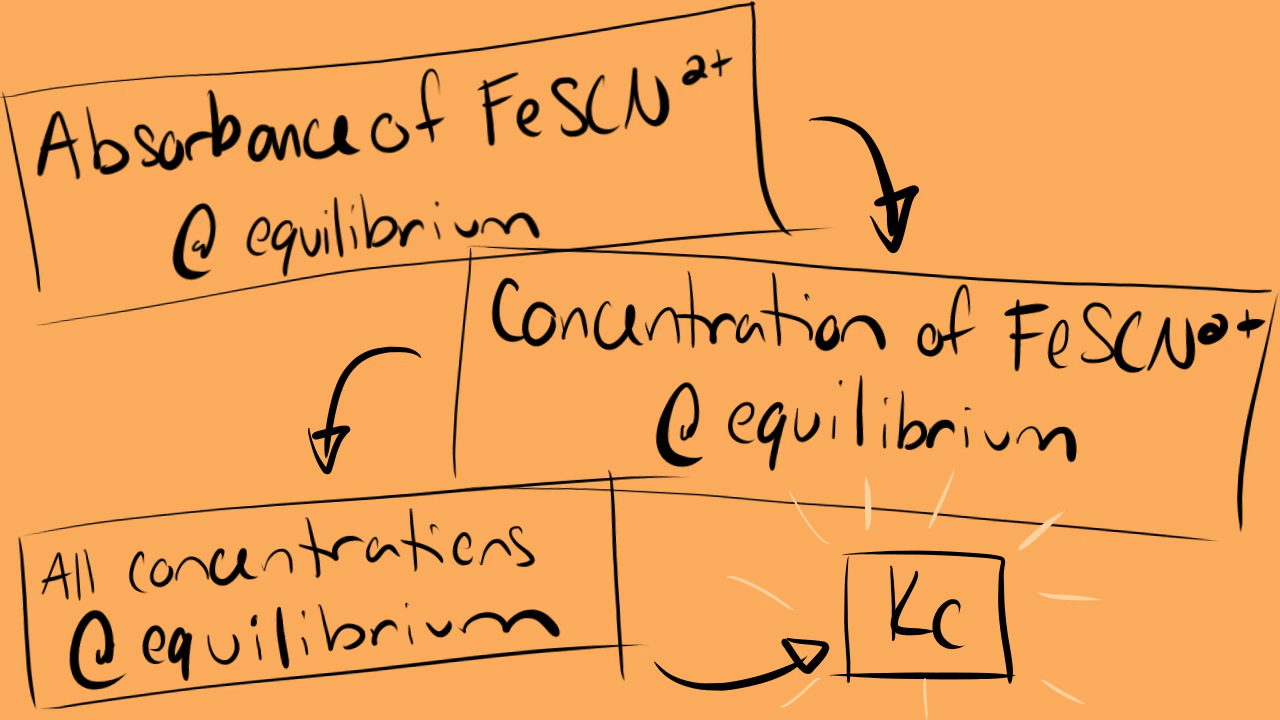 Absorbance of FeSCN²⁺
@ equilibrium
Concentration of FeSCN²⁺
@ equilibrium
All concentrations
@ equilibrium
Kc